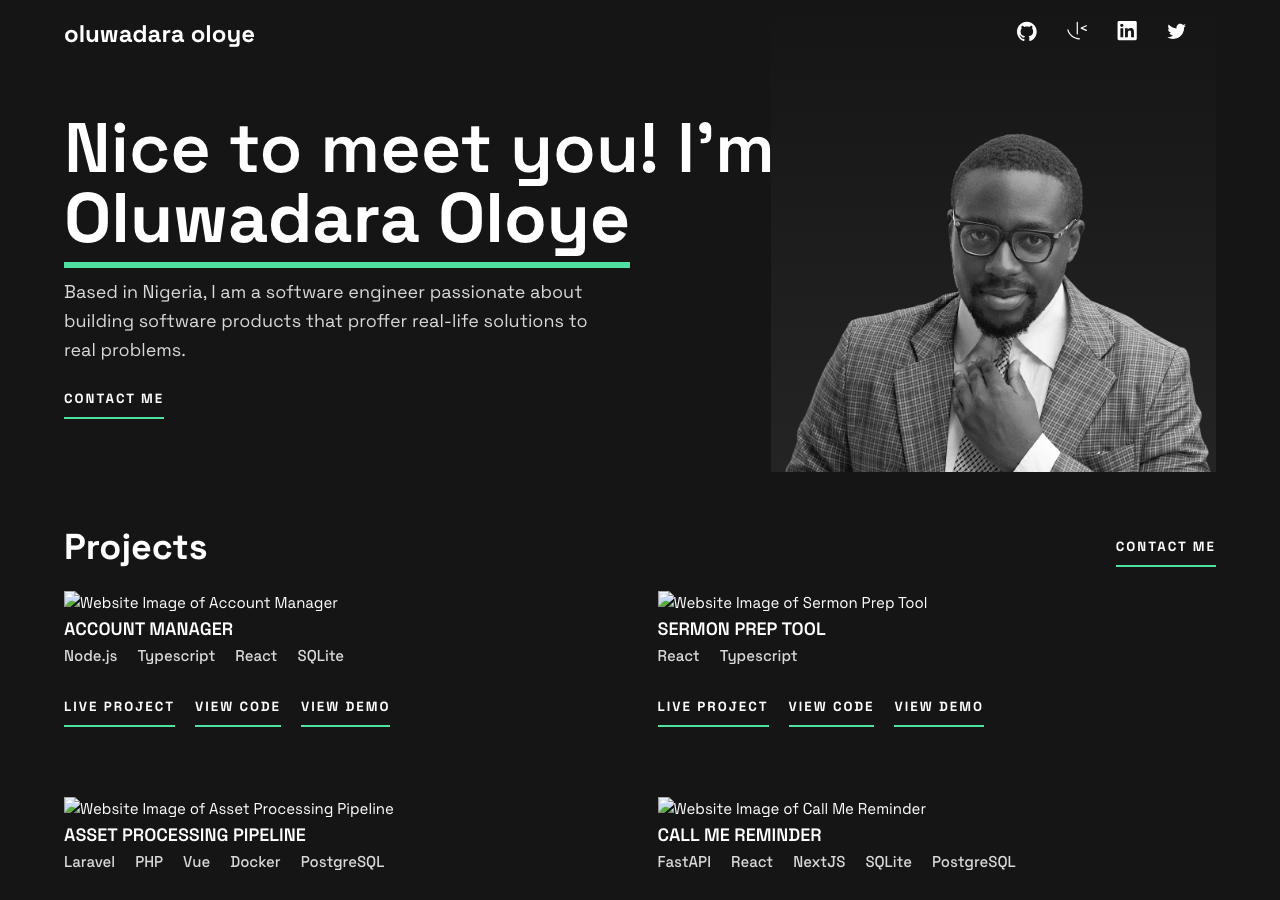 oluwadara oloye
Nice to meet you! I'm
Oluwadara Oloye
Based in Nigeria, I am a software engineer passionate about
building software products that proffer real-life solutions to
real problems.
CONTACT ME
Projects
CONTACT ME
Website Image of Account Manager
ACCOUNT MANAGER
Node.js Typescript React SQLite
LIVE PROJECT VIEW CODE VIEW DEMO
Website Image of Sermon Prep Tool
SERMON PREP TOOL
React Typescript
LIVE PROJECT VIEW CODE VIEW DEMO
Website Image of Asset Processing Pipeline
ASSET PROCESSING PIPELINE
Laravel PHP Vue Docker PostgreSQL
Website Image of Call Me Reminder
CALL ME REMINDER
FastAPI React NextJS SQLite PostgreSQL